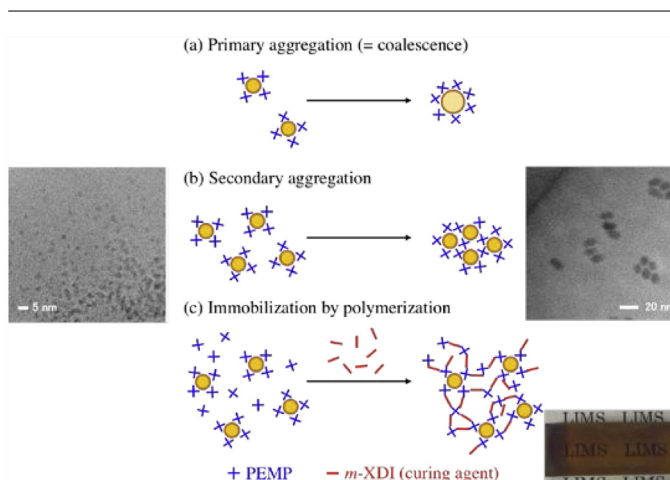 (a) Primary aggregation (= coalescence)
(b) Secondary aggregation
5 nm
20 nm
(c) Immobilization by polymerization
LIMS LIMS
LIMS LIMS
PEMP
m-XDI (curing agent)